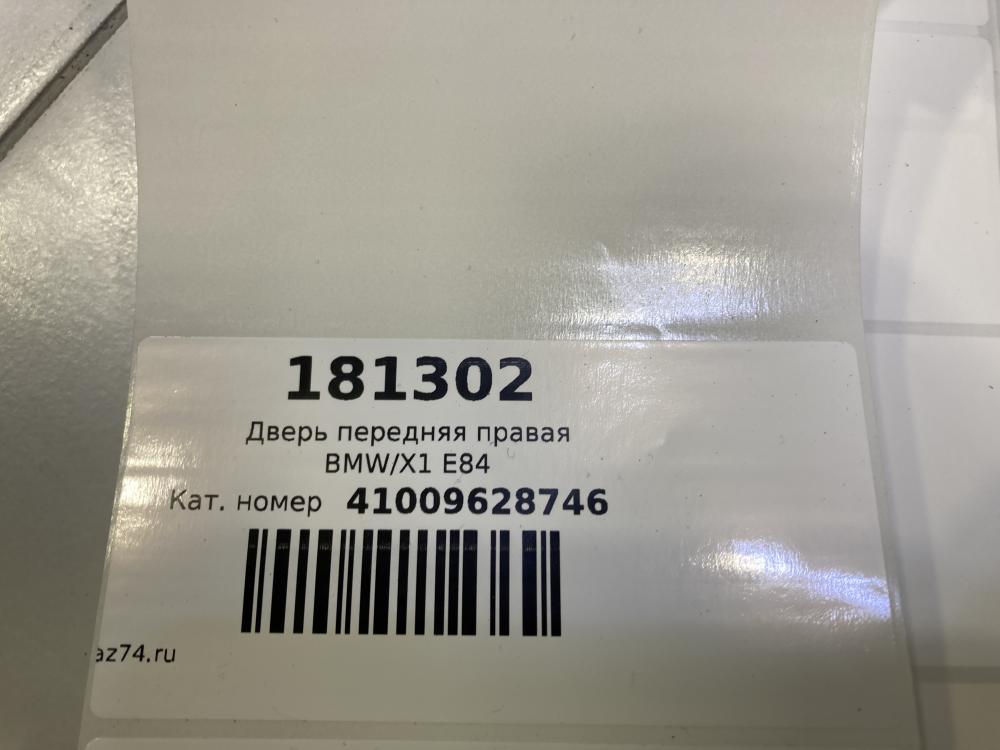 181302
Дверь передняя правая
BMW/X1 E84
Кат. номер 41009628746
az74.ru